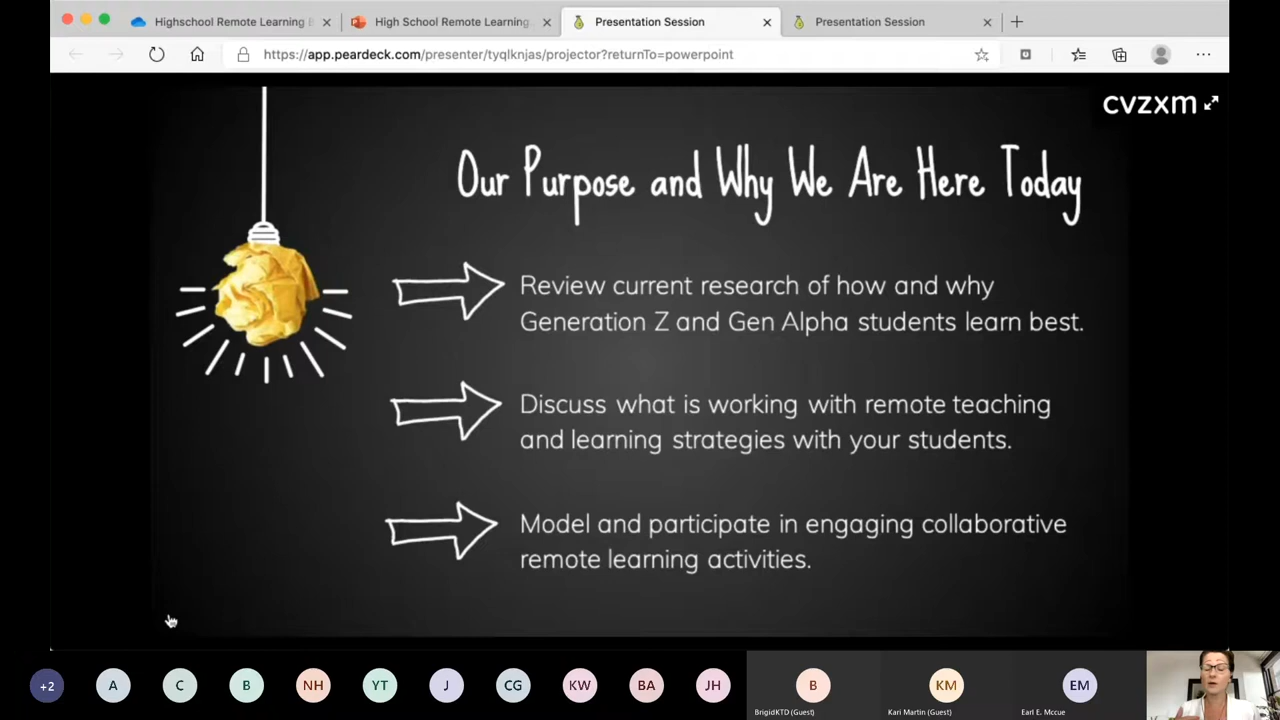 Highschool Remote Learning
High School Remote Learning
Presentation Session
Presentation Session
https://app.peardeck.com/presenter/tyqlknjas/projector?returnTo=powerpoint
cvzxm
Our Purpose and Why We Are Here Today
Review current research of how and why
Generation Z and Gen Alpha students learn best.
Discuss what is working with remote teaching
and learning strategies with your students.
Model and participate in engaging collaborative
remote learning activities.
+2
A
C
B
NH
YT
J
CG
KW
BA
JH
B
KM
EM
BrigidKTD (Guest)
Kari Martin (Guest)
Earl E. Mccue